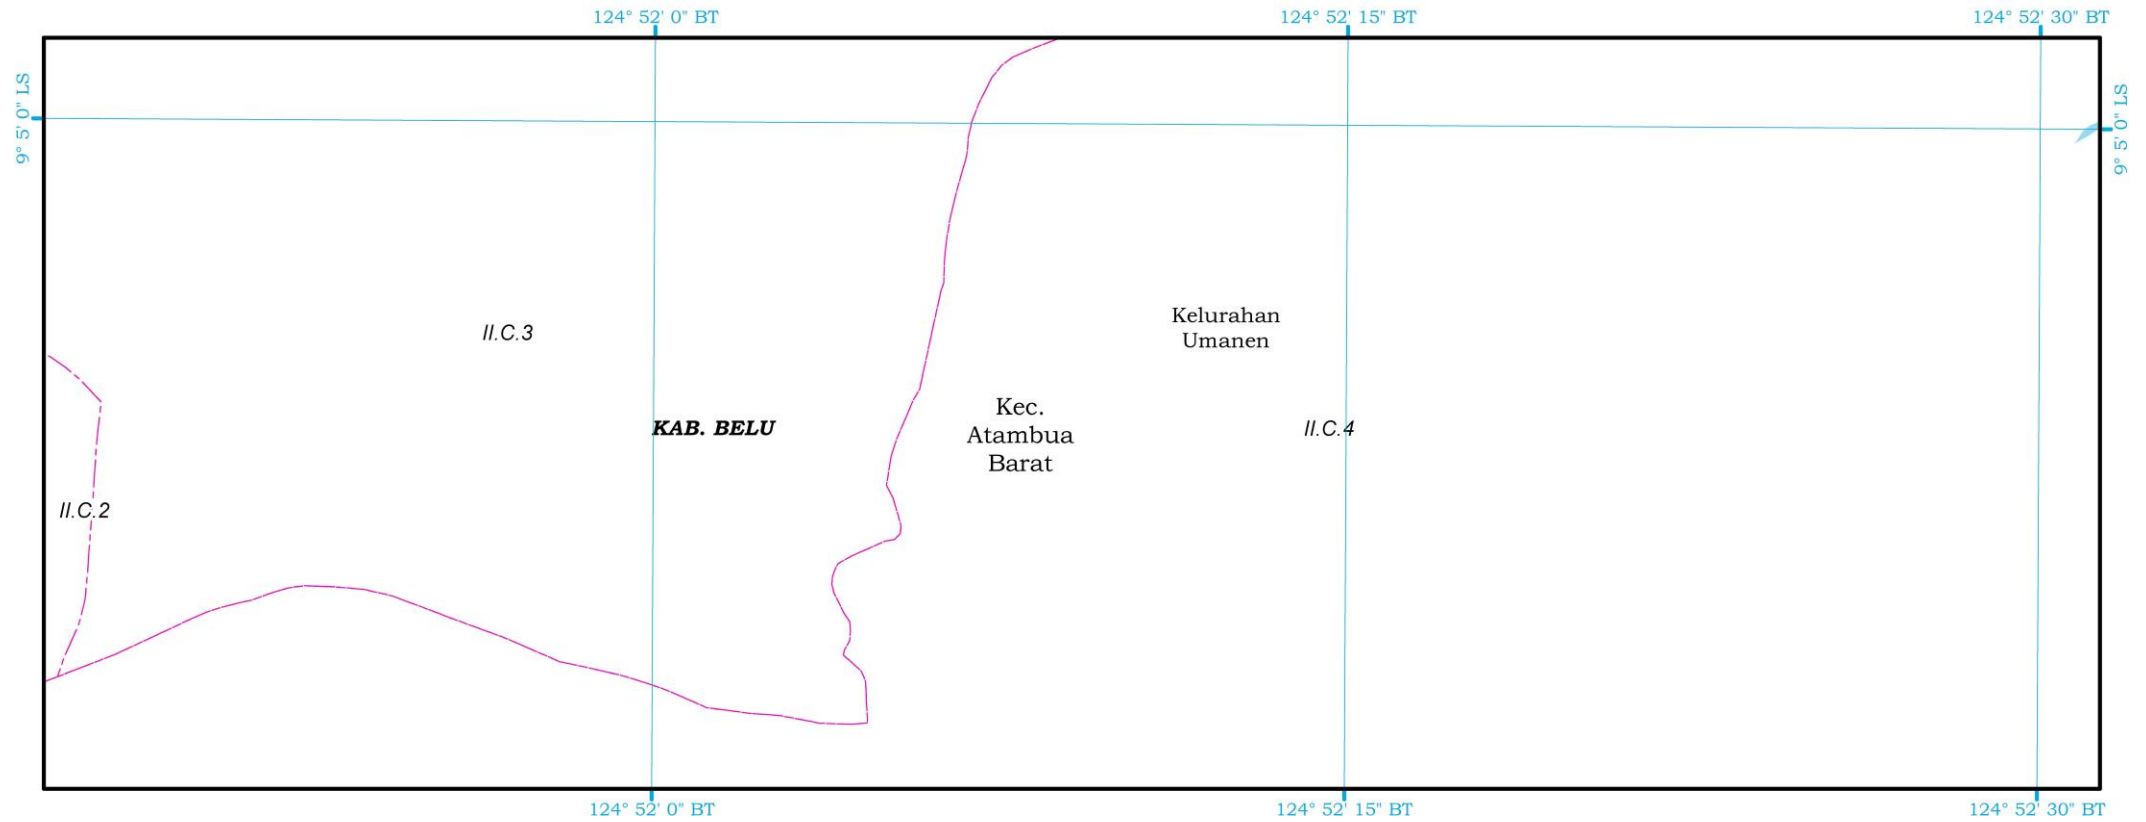 124° 52' 0" BT
124° 52' 15" BT
124° 52' 30" BT
9° 5' 0" LS
9° 5' 0" LS
Kelurahan
Umanen
II.C.3
Kec.
Atambua
Barat
KAB. BELU
II.C.4
II.C.2
124° 52' 0" BT
124° 52' 15" BT
124° 52' 30" BT